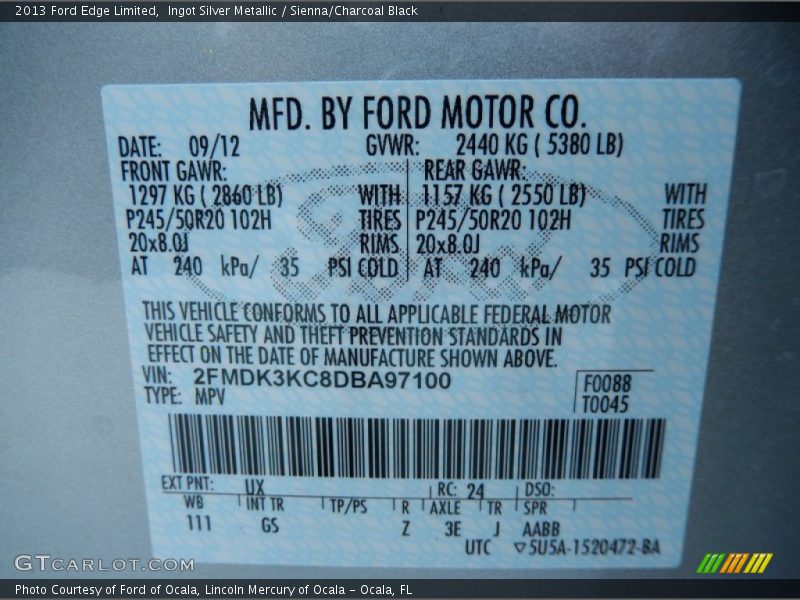 2013 Ford Edge Limited,  Ingot Silver Metallic / Sienna/Charcoal Black
MFD. BY FORD MOTOR CO.
DATE: 09/12 GVWR: 2440 KG ( 5380 LB)
FRONT GAWR: REAR GAWR:
1297 KG ( 2860 LB) WITH 1157 KG ( 2550 LB) WITH
P245/50R20 102H TIRES P245/50R20 102H TIRES
20x8.0J RIMS 20x8.0J RIMS
AT 240 kPa/ 35 PSI COLD AT 240 kPa/ 35 PSI COLD
THIS VEHICLE CONFORMS TO ALL APPLICABLE FEDERAL MOTOR
VEHICLE SAFETY AND THEFT PREVENTION STANDARDS IN
EFFECT ON THE DATE OF MANUFACTURE SHOWN ABOVE.
VIN: 2FMDK3KC8DBA97100 F0088
TYPE: MPV T0045
EXT PNT: UX RC: 24 DSO:
WB INT TR TP/PS R AXLE TR SPR
111 GS Z 3E J AABB
UTC ▽5U5A-1520472-BA
GTCARLOT.COM
Photo Courtesy of Ford of Ocala, Lincoln Mercury of Ocala - Ocala, FL